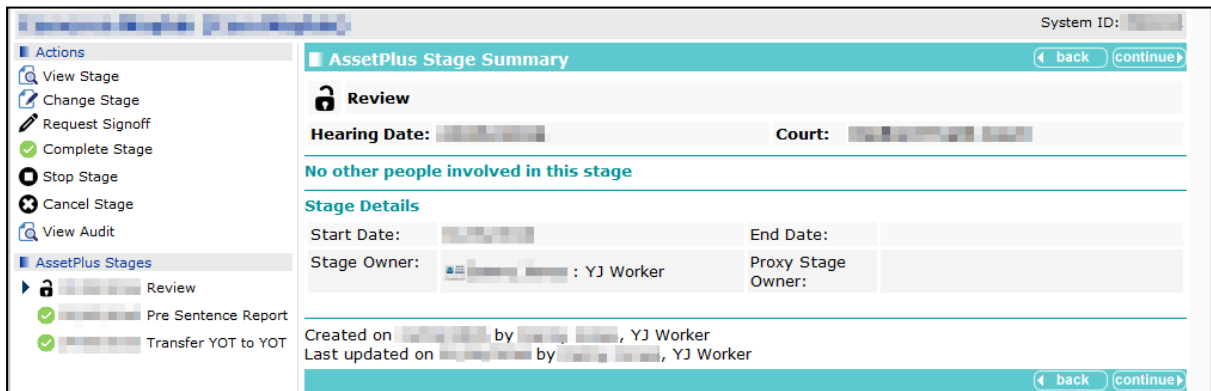 System ID:
Actions
View Stage
Change Stage
Request Signoff
Complete Stage
Stop Stage
Cancel Stage
View Audit
AssetPlus Stages
Review
Pre Sentence Report
Transfer YOT to YOT
AssetPlus Stage Summary
back continue
Review
Hearing Date: Court:
No other people involved in this stage
Stage Details
Start Date: End Date:
Stage Owner: : YJ Worker Proxy Stage
Owner:
Created on by , YJ Worker
Last updated on by , YJ Worker
back continue